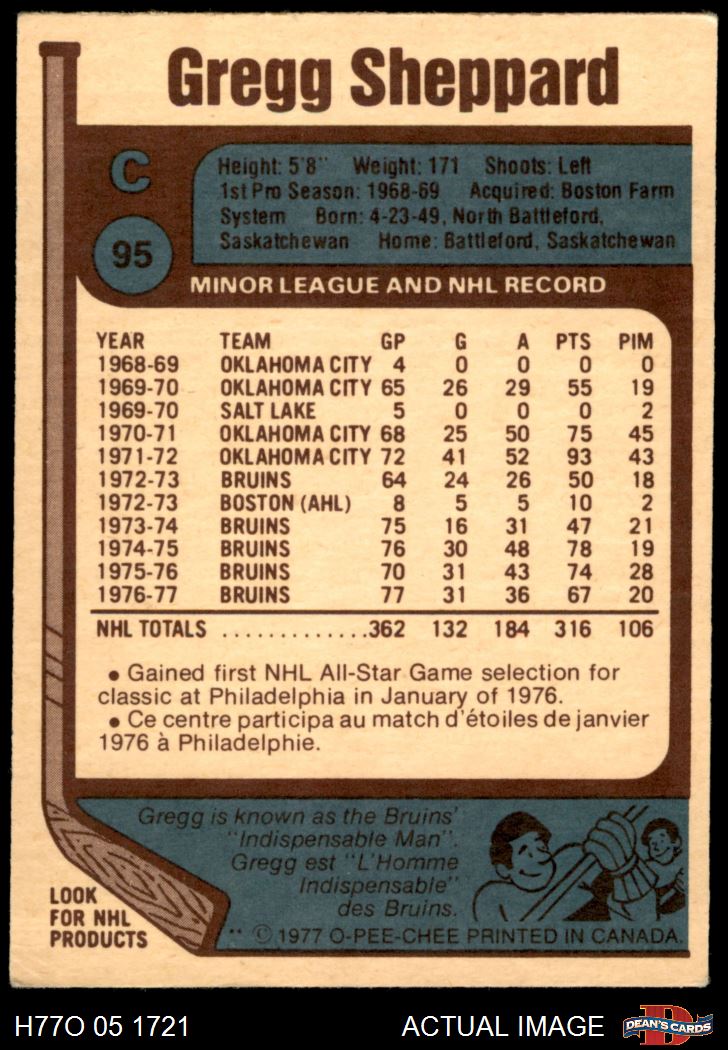 Gregg Sheppard
C
95
Height: 5'8" Weight: 171 Shoots: Left
1st Pro Season: 1968-69 Acquired: Boston Farm
System Born: 4-23-49, North Battleford,
Saskatchewan Home: Battleford, Saskatchewan
MINOR LEAGUE AND NHL RECORD
YEAR TEAM GP G A PTS PIM
1968-69 OKLAHOMA CITY 4 0 0 0 0
1969-70 OKLAHOMA CITY 65 26 29 55 19
1969-70 SALT LAKE 5 0 0 0 2
1970-71 OKLAHOMA CITY 68 25 50 75 45
1971-72 OKLAHOMA CITY 72 41 52 93 43
1972-73 BRUINS 64 24 26 50 18
1972-73 BOSTON (AHL) 8 5 5 10 2
1973-74 BRUINS 75 16 31 47 21
1974-75 BRUINS 76 30 48 78 19
1975-76 BRUINS 70 31 43 74 28
1976-77 BRUINS 77 31 36 67 20
NHL TOTALS .............362 132 184 316 106
• Gained first NHL All-Star Game selection for
classic at Philadelphia in January of 1976.
• Ce centre participa au match d'étoiles de janvier
1976 à Philadelphie.
Gregg is known as the Bruins'
"Indispensable Man".
Gregg est "L'Homme
Indispensable"
des Bruins.
LOOK
FOR NHL
PRODUCTS
** © 1977 O-PEE-CHEE PRINTED IN CANADA.
H77O 05 1721
ACTUAL IMAGE
D
DEAN'S CARDS